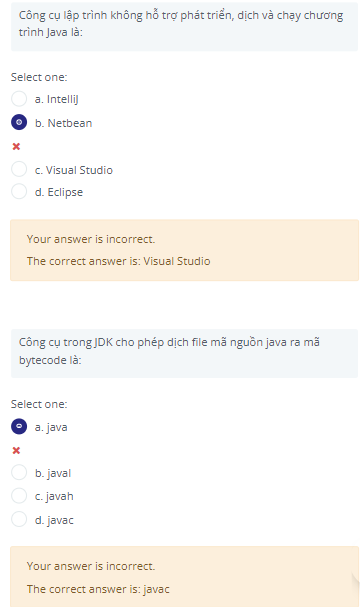 Công cụ lập trình không hỗ trợ phát triển, dịch và chạy chương
trình Java là:
Select one:
a. IntelliJ
b. Netbean
c. Visual Studio
d. Eclipse
Your answer is incorrect.
The correct answer is: Visual Studio
Công cụ trong JDK cho phép dịch file mã nguồn java ra mã
bytecode là:
Select one:
a. java
b. javal
c. javah
d. javac
Your answer is incorrect.
The correct answer is: javac